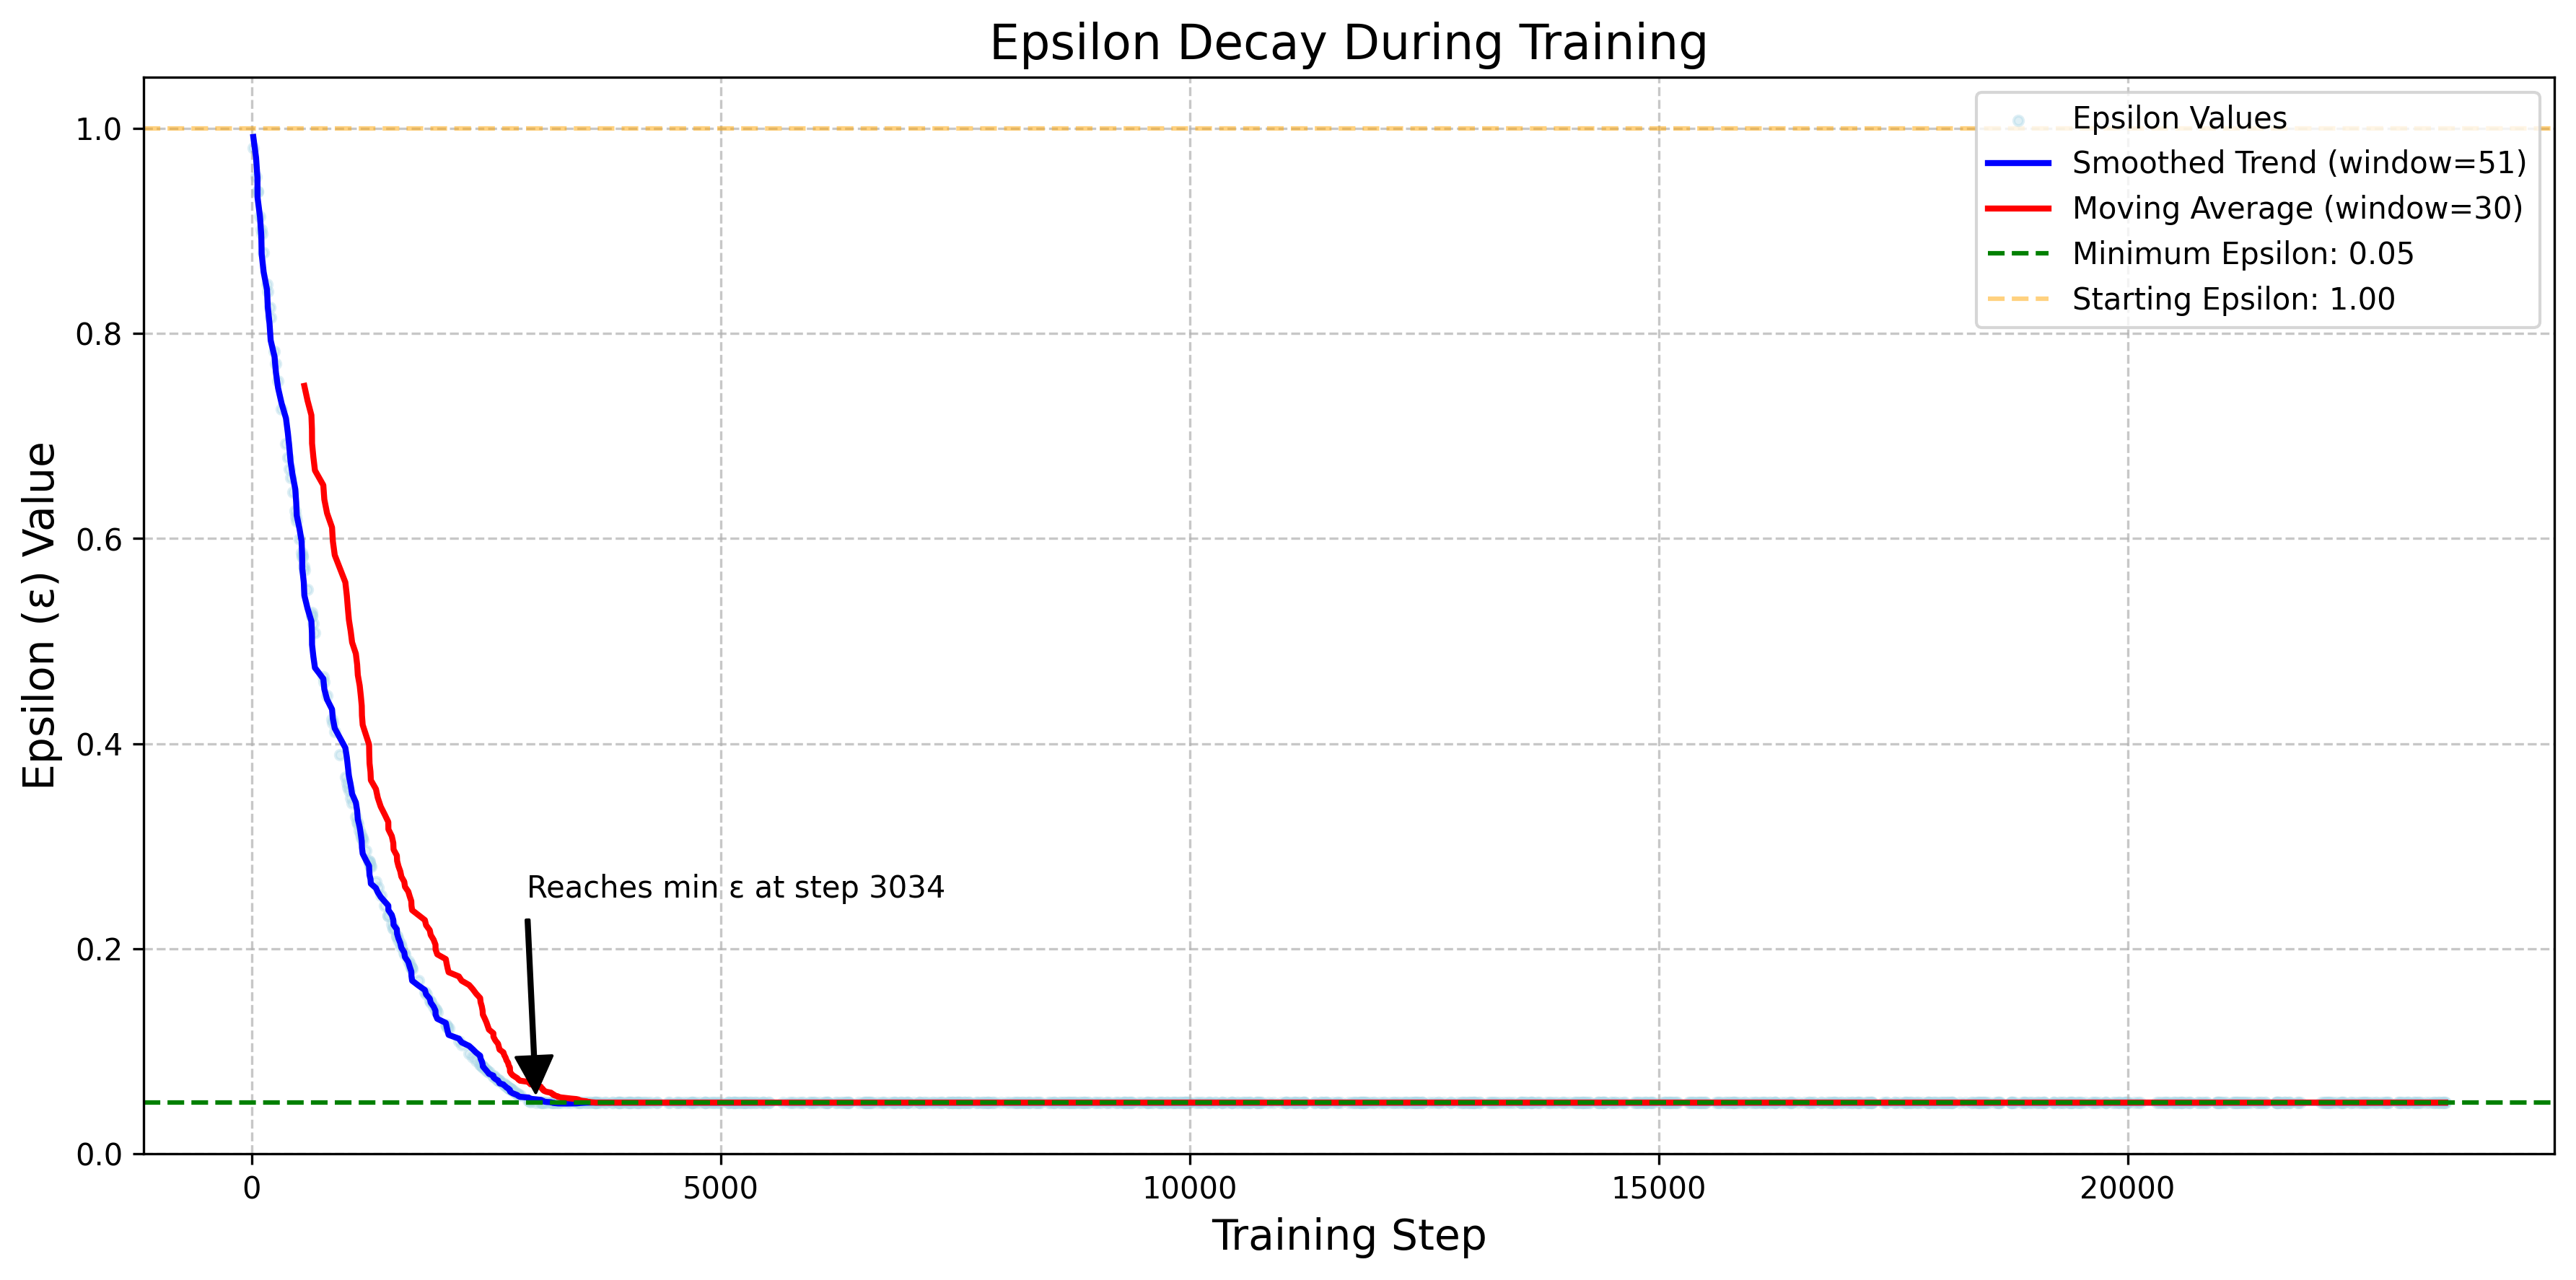 Epsilon Decay During Training
Epsilon Values
Smoothed Trend (window=51)
Moving Average (window=30)
Minimum Epsilon: 0.05
Starting Epsilon: 1.00
Epsilon (ε) Value
1.0
0.8
0.6
0.4
0.2
0.0
Reaches min ε at step 3034
0
5000
10000
15000
20000
Training Step